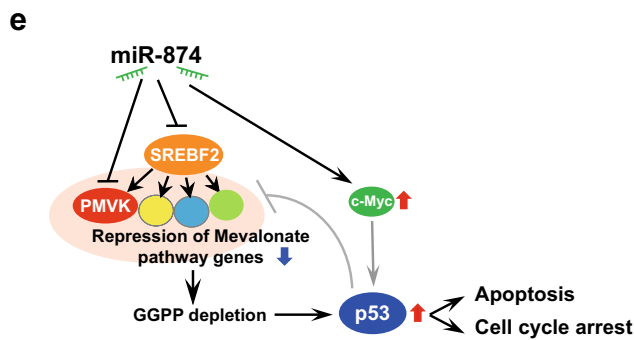 e
miR-874
SREBF2
PMVK
c-Myc
Repression of Mevalonate
pathway genes
GGPP depletion
p53
Apoptosis
Cell cycle arrest